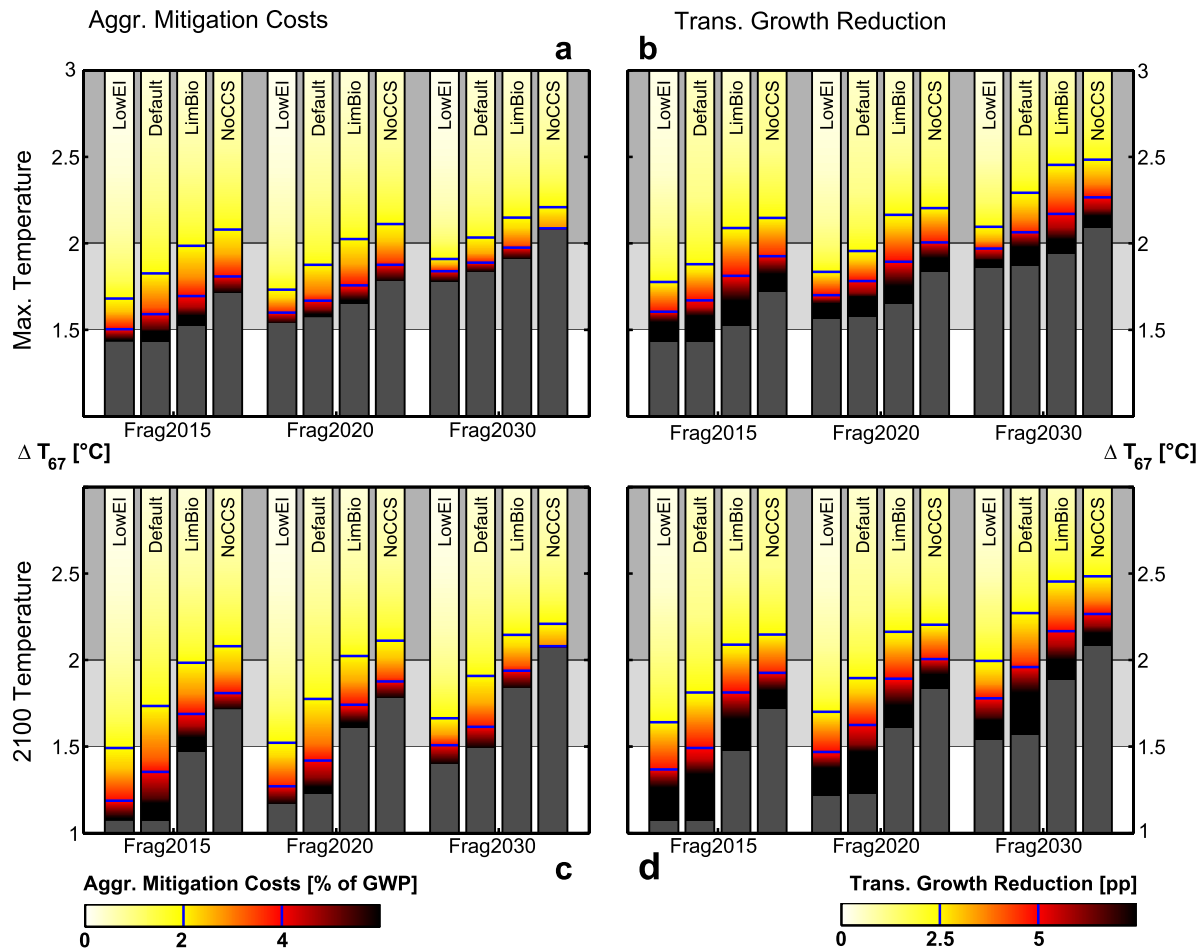 Aggr. Mitigation Costs
Trans. Growth Reduction
a
b
3
2.5
2
1.5
Max. Temperature
LowEI
Default
LimBio
NoCCS
LowEI
Default
LimBio
NoCCS
LowEI
Default
LimBio
NoCCS
Frag2015
Frag2020
Frag2030
LowEI
Default
LimBio
NoCCS
LowEI
Default
LimBio
NoCCS
LowEI
Default
LimBio
NoCCS
3
2.5
2
1.5
Frag2015
Frag2020
Frag2030
Δ T67 [°C]
Δ T67 [°C]
2.5
2
1.5
1
2100 Temperature
LowEI
Default
LimBio
NoCCS
LowEI
Default
LimBio
NoCCS
LowEI
Default
LimBio
NoCCS
Frag2015
Frag2020
Frag2030
LowEI
Default
LimBio
NoCCS
LowEI
Default
LimBio
NoCCS
LowEI
Default
LimBio
NoCCS
2.5
2
1.5
1
Frag2015
Frag2020
Frag2030
c
d
Aggr. Mitigation Costs [% of GWP]
0 2 4
Trans. Growth Reduction [pp]
0 2.5 5